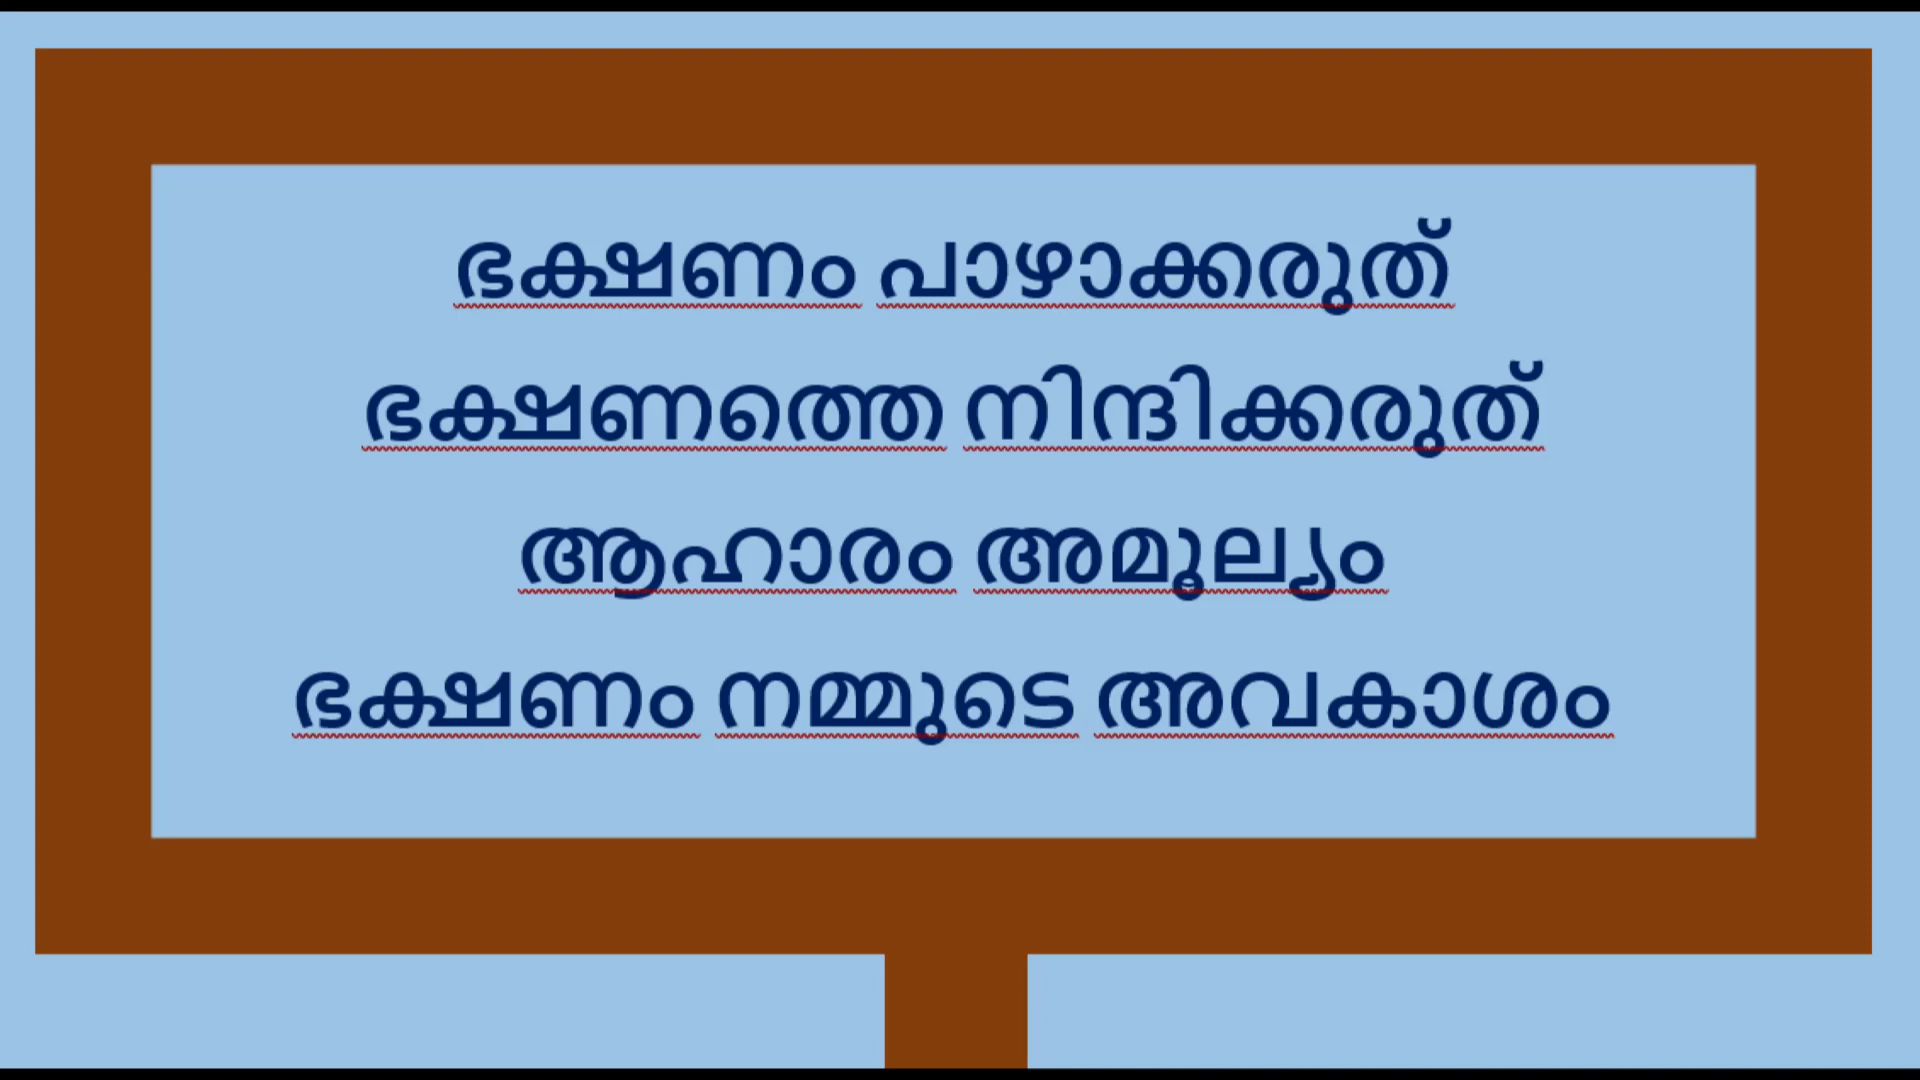 ഭക്ഷണം പാഴാക്കരുത്
ഭക്ഷണത്തെ നിന്ദിക്കരുത്
ആഹാരം അമൂല്യം
ഭക്ഷണം നമ്മുടെ അവകാശം